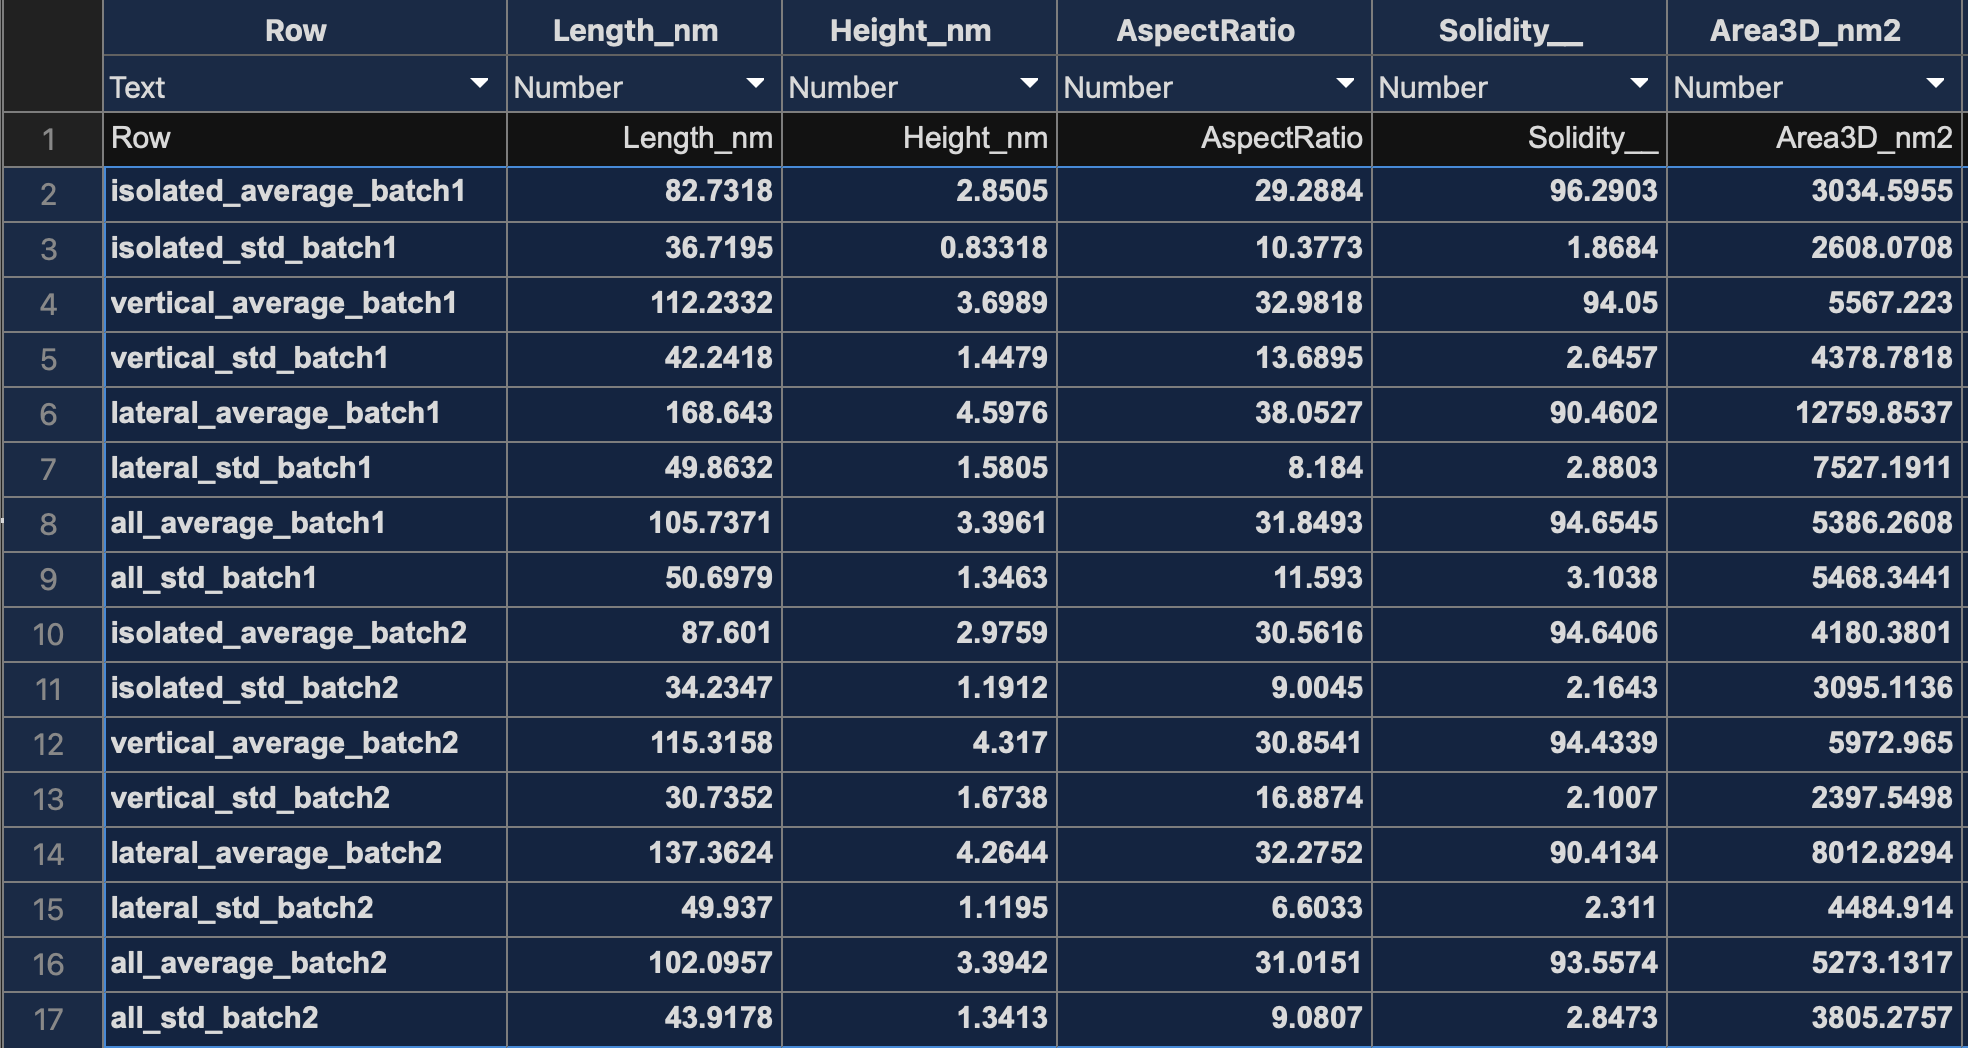 Row Length_nm Height_nm AspectRatio Solidity__ Area3D_nm2
Text Number Number Number Number Number
1 Row Length_nm Height_nm AspectRatio Solidity__ Area3D_nm2
2 isolated_average_batch1 82.7318 2.8505 29.2884 96.2903 3034.5955
3 isolated_std_batch1 36.7195 0.83318 10.3773 1.8684 2608.0708
4 vertical_average_batch1 112.2332 3.6989 32.9818 94.05 5567.223
5 vertical_std_batch1 42.2418 1.4479 13.6895 2.6457 4378.7818
6 lateral_average_batch1 168.643 4.5976 38.0527 90.4602 12759.8537
7 lateral_std_batch1 49.8632 1.5805 8.184 2.8803 7527.1911
8 all_average_batch1 105.7371 3.3961 31.8493 94.6545 5386.2608
9 all_std_batch1 50.6979 1.3463 11.593 3.1038 5468.3441
10 isolated_average_batch2 87.601 2.9759 30.5616 94.6406 4180.3801
11 isolated_std_batch2 34.2347 1.1912 9.0045 2.1643 3095.1136
12 vertical_average_batch2 115.3158 4.317 30.8541 94.4339 5972.965
13 vertical_std_batch2 30.7352 1.6738 16.8874 2.1007 2397.5498
14 lateral_average_batch2 137.3624 4.2644 32.2752 90.4134 8012.8294
15 lateral_std_batch2 49.937 1.1195 6.6033 2.311 4484.914
16 all_average_batch2 102.0957 3.3942 31.0151 93.5574 5273.1317
17 all_std_batch2 43.9178 1.3413 9.0807 2.8473 3805.2757